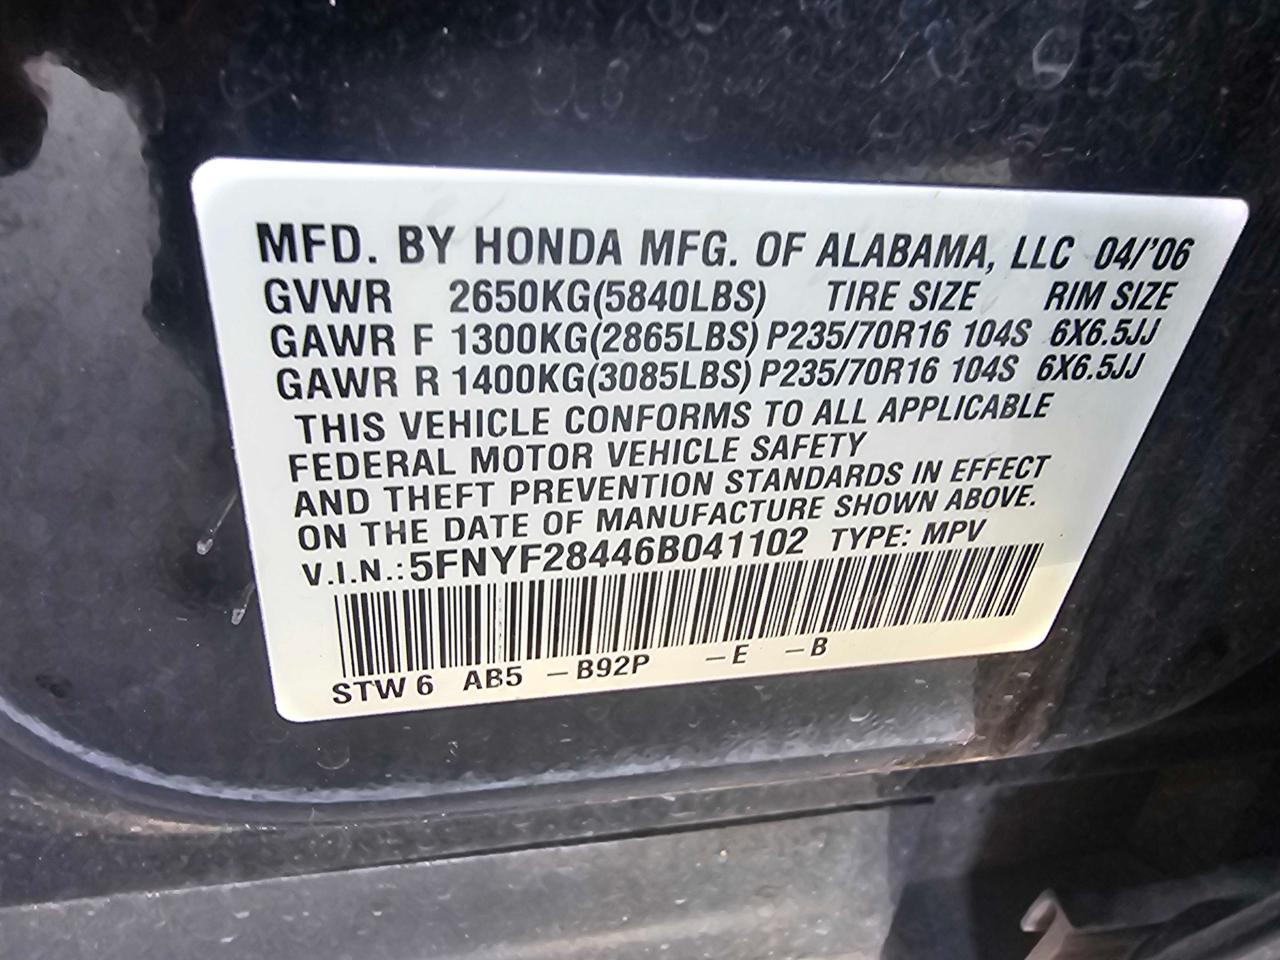 MFD. BY HONDA MFG. OF ALABAMA, LLC 04/'06
GVWR 2650KG(5840LBS) TIRE SIZE RIM SIZE
GAWR F 1300KG(2865LBS) P235/70R16 104S 6X6.5JJ
GAWR R 1400KG(3085LBS) P235/70R16 104S 6X6.5JJ
THIS VEHICLE CONFORMS TO ALL APPLICABLE
FEDERAL MOTOR VEHICLE SAFETY
AND THEFT PREVENTION STANDARDS IN EFFECT
ON THE DATE OF MANUFACTURE SHOWN ABOVE.
V.I.N.: 5FNYF28446B041102 TYPE: MPV
STW 6 AB5 -B92P -E -B